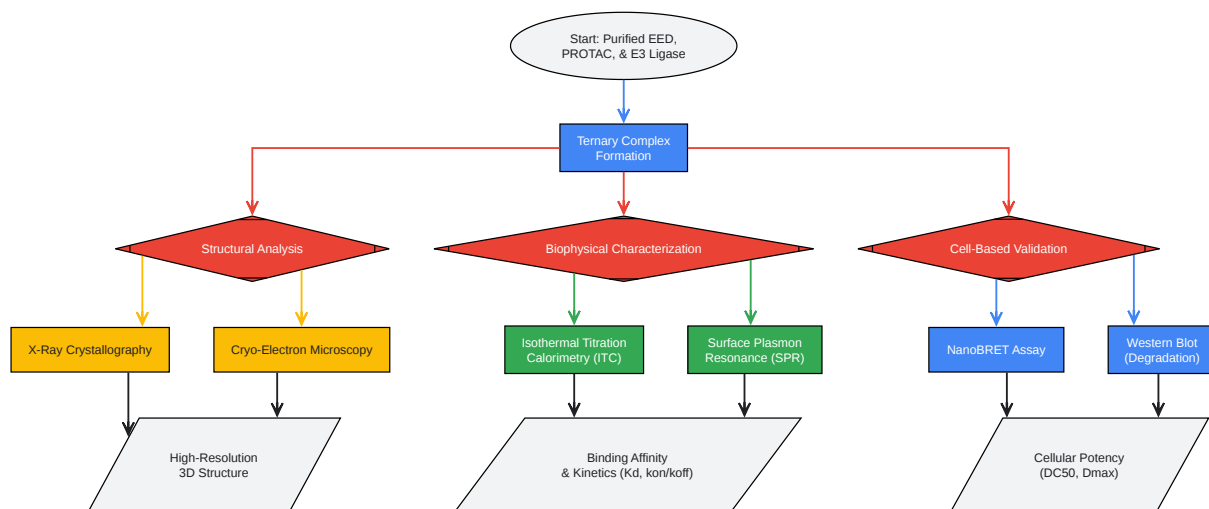 Start: Purified EED,
PROTAC, & E3 Ligase
Ternary Complex
Formation
Structural Analysis
Biophysical Characterization
Cell-Based Validation
X-Ray Crystallography
Cryo-Electron Microscopy
Isothermal Titration
Calorimetry (ITC)
Surface Plasmon
Resonance (SPR)
NanoBRET Assay
Western Blot
(Degradation)
High-Resolution
3D Structure
Binding Affinity
& Kinetics (Kd, kon/koff)
Cellular Potency
(DC50, Dmax)